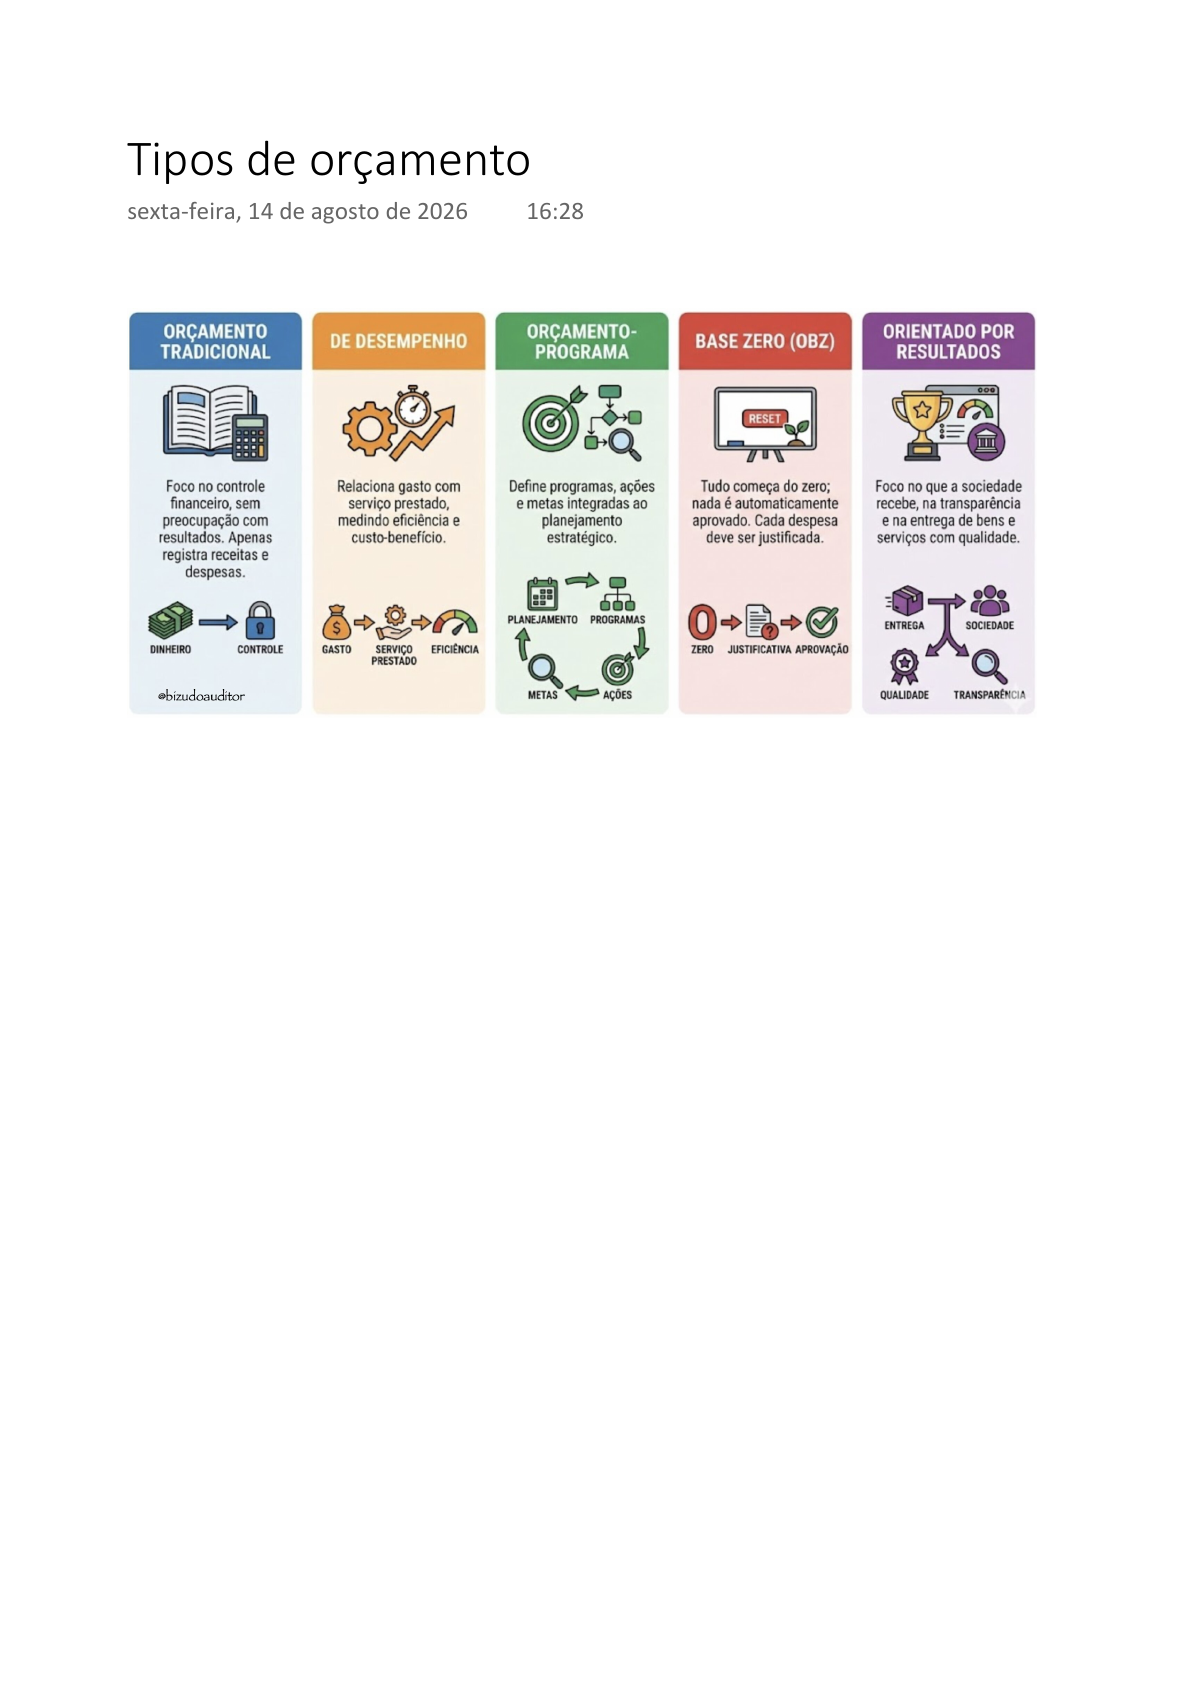 Tipos de orçamento
sexta-feira, 14 de agosto de 2026 16:28
ORÇAMENTO
TRADICIONAL
Foco no controle
financeiro, sem
preocupação com
resultados. Apenas
registra receitas e
despesas.
DINHEIRO
CONTROLE
@bizudoauditor
DE DESEMPENHO
Relaciona gasto com
serviço prestado,
medindo eficiência e
custo-benefício.
GASTO
SERVIÇO
PRESTADO
EFICIÊNCIA
ORÇAMENTO-
PROGRAMA
Define programas, ações
e metas integradas ao
planejamento
estratégico.
PLANEJAMENTO
PROGRAMAS
METAS
AÇÕES
BASE ZERO (OBZ)
RESET
Tudo começa do zero;
nada é automaticamente
aprovado. Cada despesa
deve ser justificada.
0
?
ZERO
JUSTIFICATIVA
APROVAÇÃO
ORIENTADO POR
RESULTADOS
Foco no que a sociedade
recebe, na transparência
e na entrega de bens e
serviços com qualidade.
ENTREGA
SOCIEDADE
QUALIDADE
TRANSPARÊNCIA